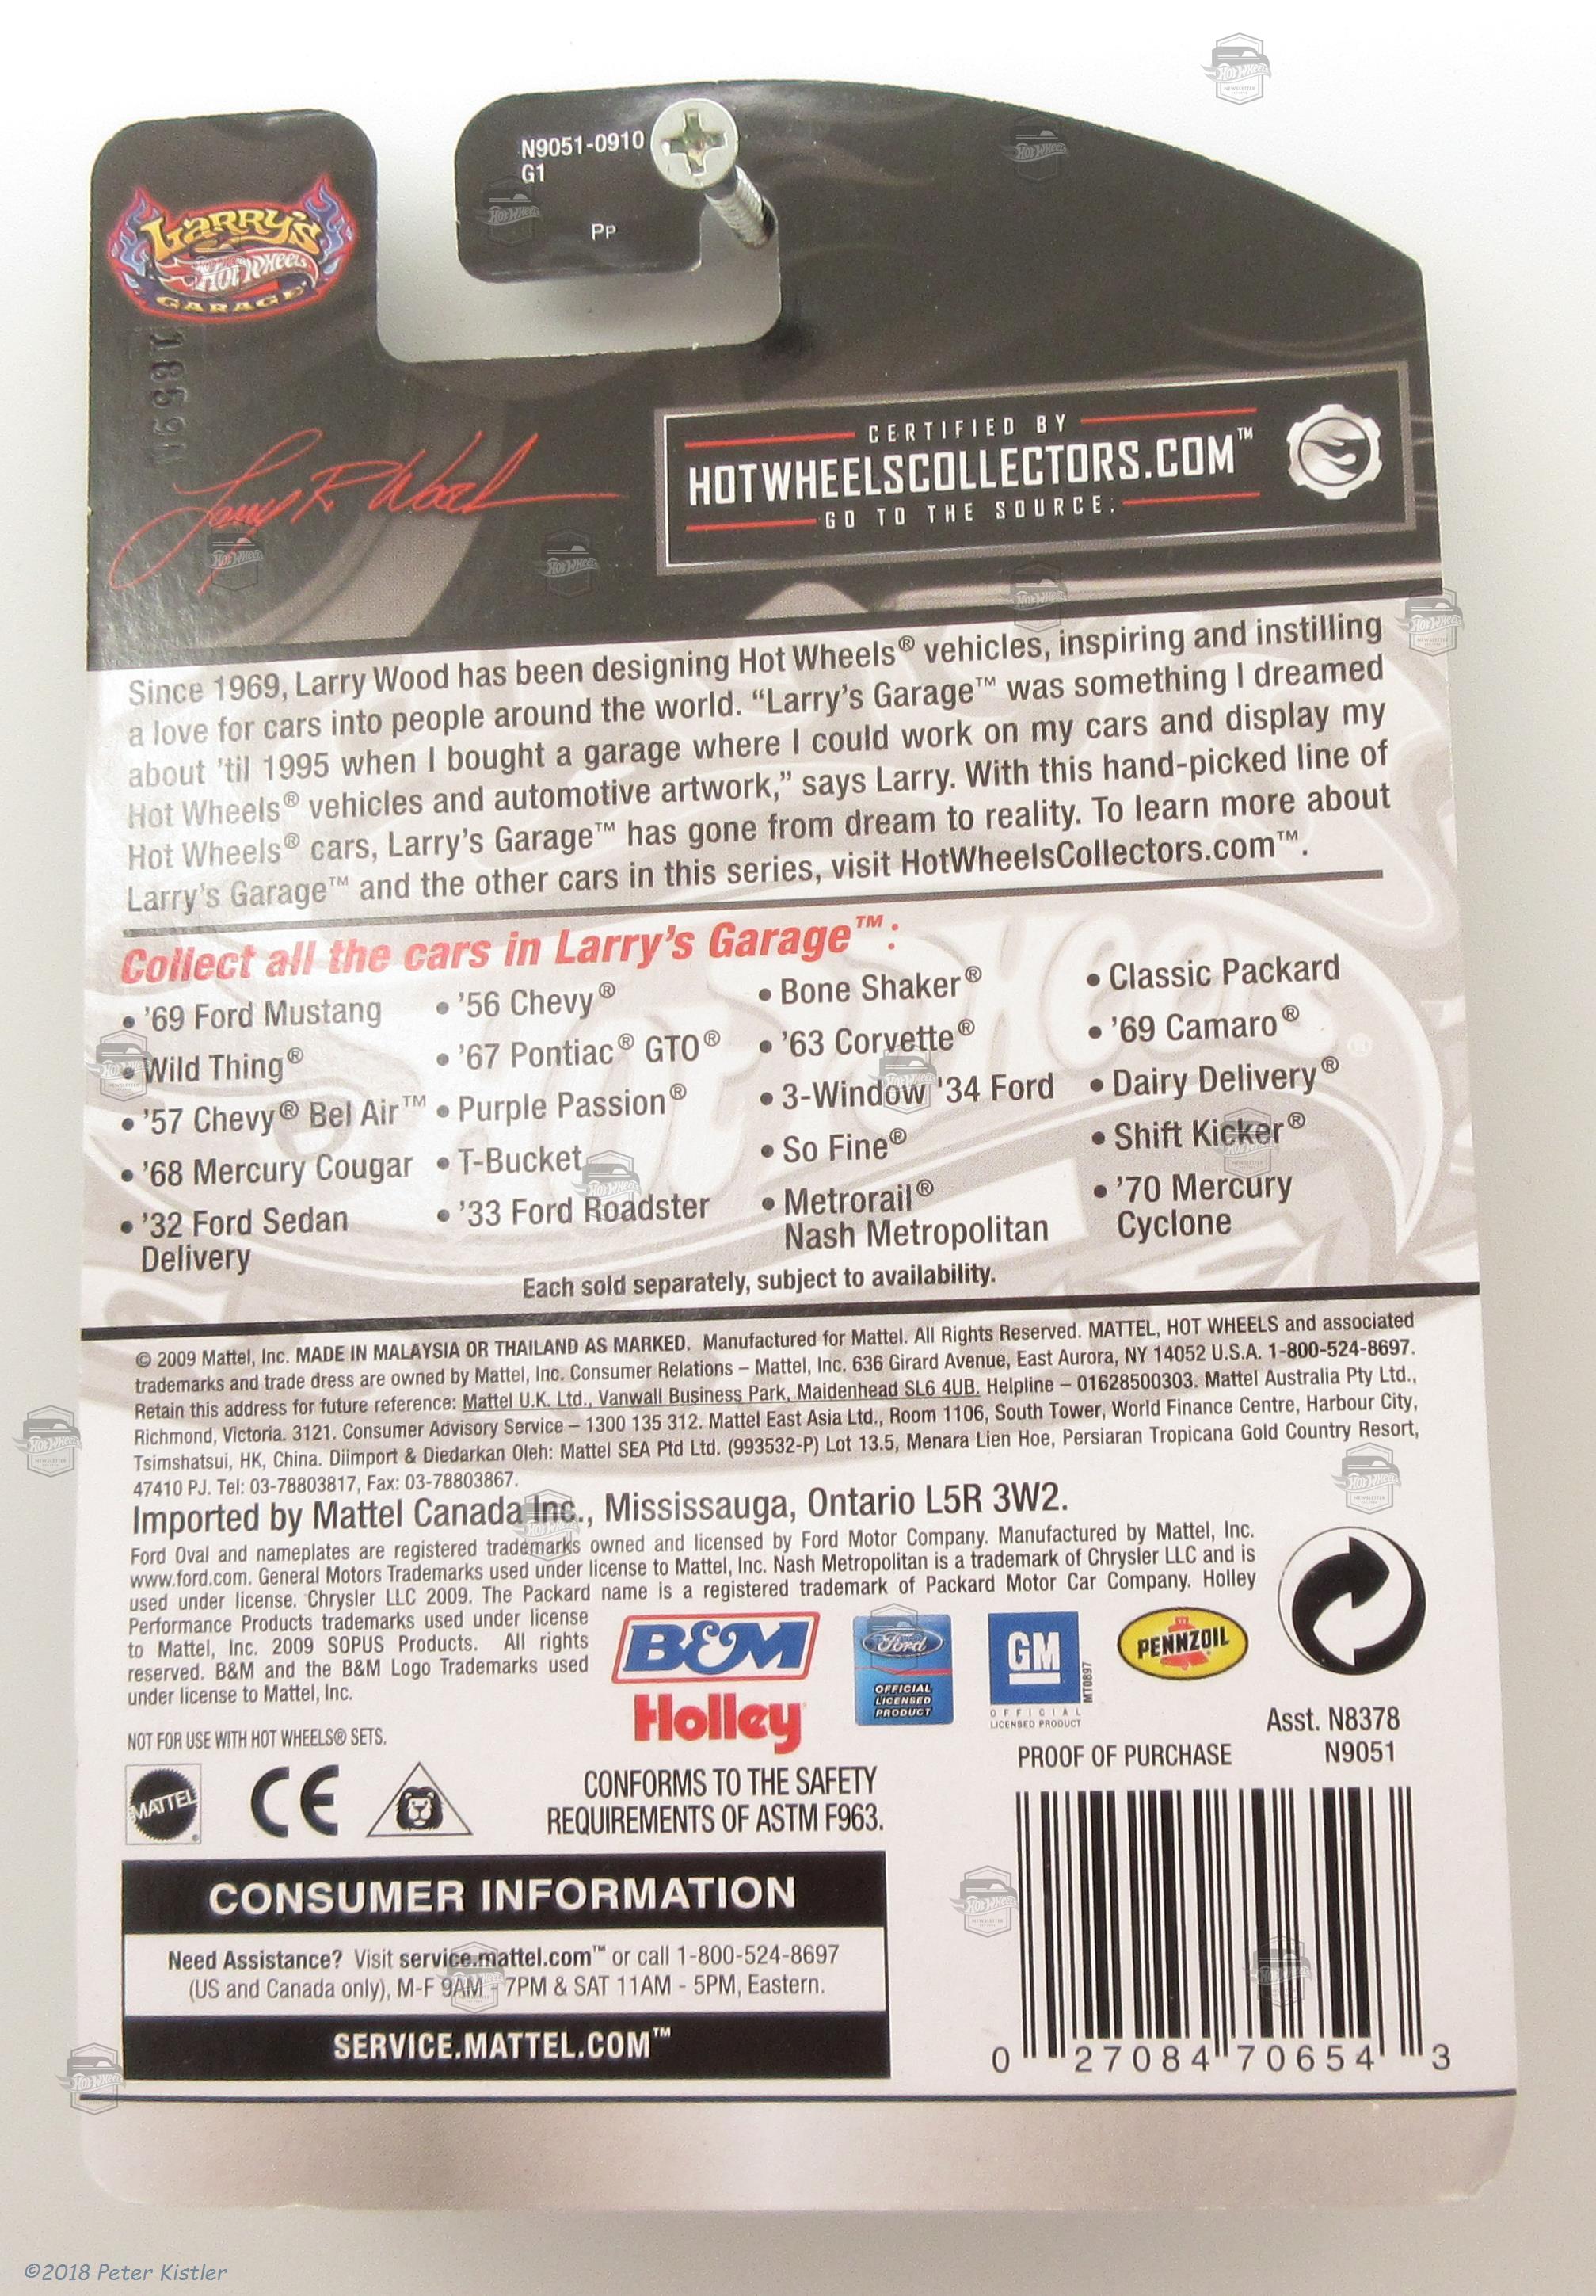 N9051-0910
G1
Pp
LARRY'S
HOT WHEELS
GARAGE
Larry R Wood
CERTIFIED BY
HOTWHEELSCOLLECTORS.COM™
GO TO THE SOURCE.
Since 1969, Larry Wood has been designing Hot Wheels® vehicles, inspiring and instilling
a love for cars into people around the world. “Larry’s Garage™ was something I dreamed
about ’til 1995 when I bought a garage where I could work on my cars and display my
Hot Wheels® vehicles and automotive artwork,” says Larry. With this hand-picked line of
Hot Wheels® cars, Larry’s Garage™ has gone from dream to reality. To learn more about
Larry’s Garage™ and the other cars in this series, visit HotWheelsCollectors.com™.
Collect all the cars in Larry’s Garage™:
• ’69 Ford Mustang
• Wild Thing®
• ’57 Chevy® Bel Air™
• ’68 Mercury Cougar
• ’32 Ford Sedan
Delivery
• ’56 Chevy®
• ’67 Pontiac® GTO®
• Purple Passion®
• T-Bucket
• ’33 Ford Roadster
• Bone Shaker®
• ’63 Corvette®
• 3-Window ’34 Ford
• So Fine®
• Metrorail®
Nash Metropolitan
• Classic Packard
• ’69 Camaro®
• Dairy Delivery®
• Shift Kicker®
• ’70 Mercury
Cyclone
Each sold separately, subject to availability.
© 2009 Mattel, Inc. MADE IN MALAYSIA OR THAILAND AS MARKED. Manufactured for Mattel. All Rights Reserved. MATTEL, HOT WHEELS and associated
trademarks and trade dress are owned by Mattel, Inc. Consumer Relations – Mattel, Inc. 636 Girard Avenue, East Aurora, NY 14052 U.S.A. 1-800-524-8697.
Retain this address for future reference: Mattel U.K. Ltd., Vanwall Business Park, Maidenhead SL6 4UB. Helpline – 01628500303. Mattel Australia Pty Ltd.,
Richmond, Victoria. 3121. Consumer Advisory Service – 1300 135 312. Mattel East Asia Ltd., Room 1106, South Tower, World Finance Centre, Harbour City,
Tsimshatsui, HK, China. Diimport & Diedarkan Oleh: Mattel SEA Ptd Ltd. (993532-P) Lot 13.5, Menara Lien Hoe, Persiaran Tropicana Gold Country Resort,
47410 PJ. Tel: 03-78803817, Fax: 03-78803867.
Imported by Mattel Canada Inc., Mississauga, Ontario L5R 3W2.
Ford Oval and nameplates are registered trademarks owned and licensed by Ford Motor Company. Manufactured by Mattel, Inc.
www.ford.com. General Motors Trademarks used under license to Mattel, Inc. Nash Metropolitan is a trademark of Chrysler LLC and is
used under license. Chrysler LLC 2009. The Packard name is a registered trademark of Packard Motor Car Company. Holley
Performance Products trademarks used under license
to Mattel, Inc. 2009 SOPUS Products. All rights
reserved. B&M and the B&M Logo Trademarks used
under license to Mattel, Inc.
B&M
Holley
Ford
OFFICIAL
LICENSED
PRODUCT
GM
MT0897
OFFICIAL
LICENSED PRODUCT
PENNZOIL
NOT FOR USE WITH HOT WHEELS® SETS.
Asst. N8378
N9051
PROOF OF PURCHASE
MATTEL
CE
CONFORMS TO THE SAFETY
REQUIREMENTS OF ASTM F963.
CONSUMER INFORMATION
Need Assistance? Visit service.mattel.com™ or call 1-800-524-8697
(US and Canada only), M-F 9AM - 7PM & SAT 11AM - 5PM, Eastern.
SERVICE.MATTEL.COM™
0 27084 70654 3
©2018 Peter Kistler